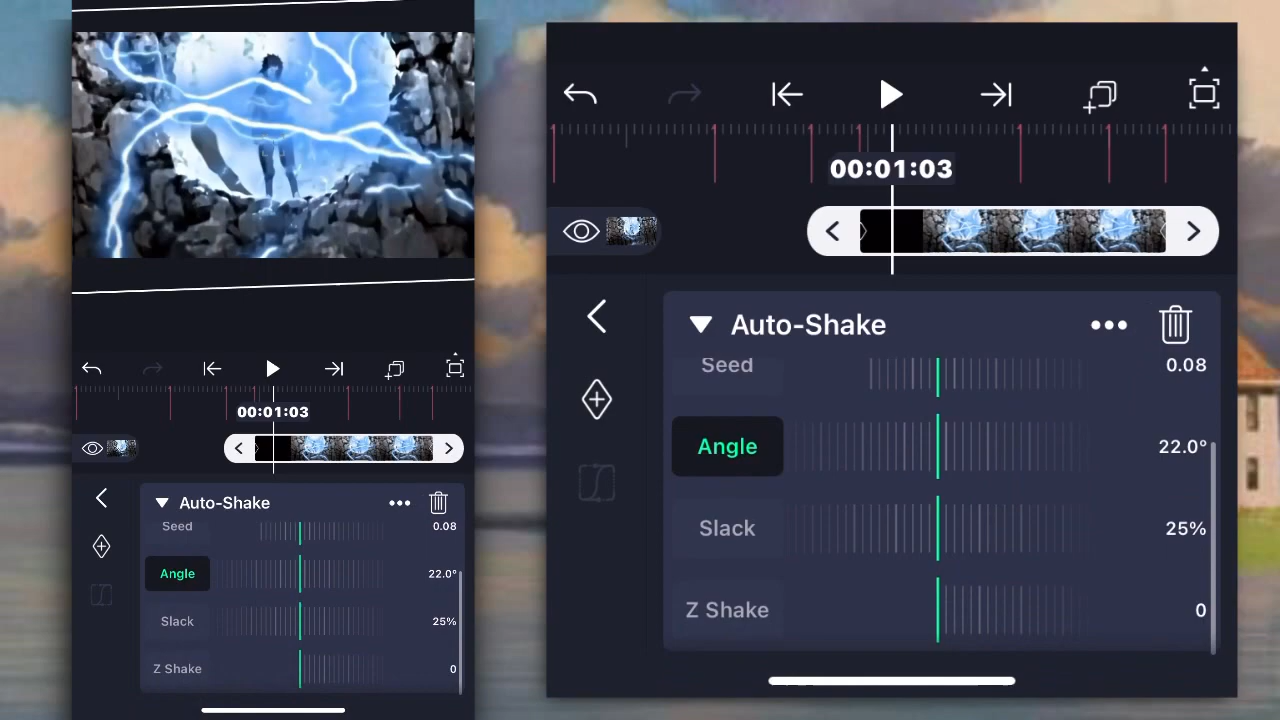 00:01:03
Auto-Shake
Seed 0.08
Angle 22.0°
Slack 25%
Z Shake 0
00:01:03
Auto-Shake
Seed 0.08
Angle 22.0°
Slack 25%
Z Shake 0